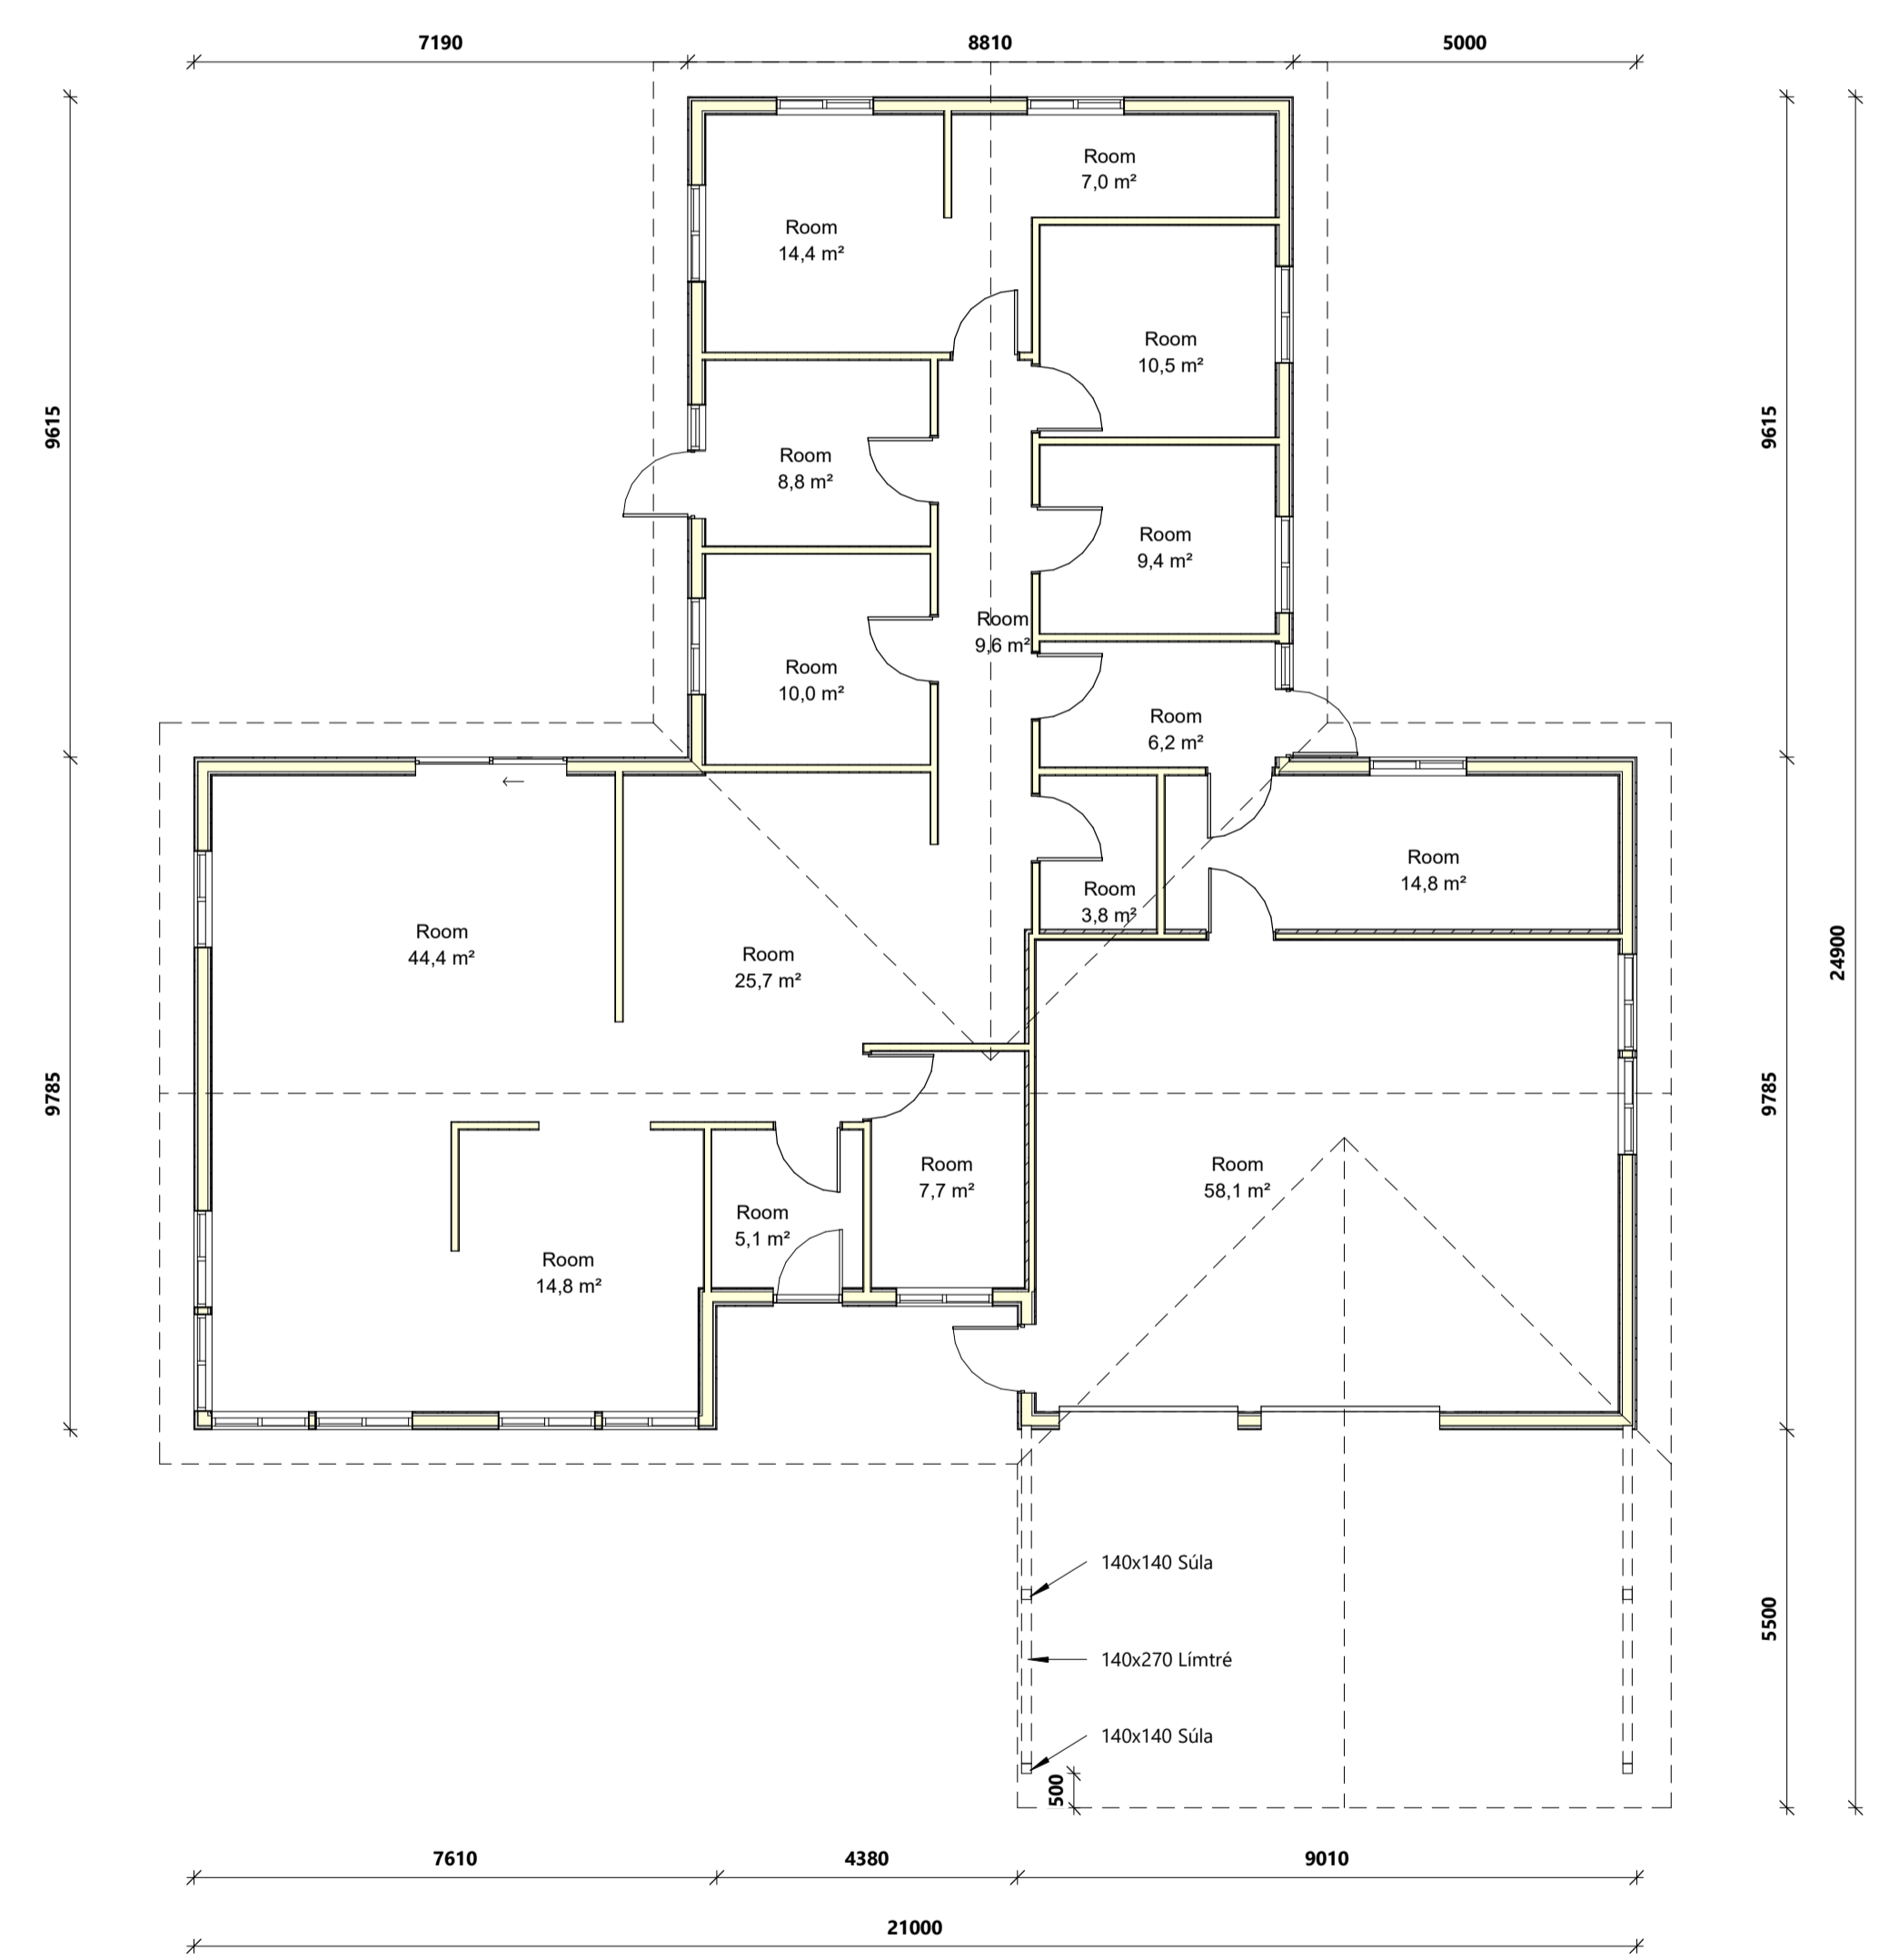 7190
8810
5000
Room
7,0 m²
Room
14,4 m²
Room
10,5 m²
9615
9615
Room
8,8 m²
Room
9,4 m²
Room
9,6 m²
Room
10,0 m²
Room
6,2 m²
Room
14,8 m²
Room
3,8 m²
Room
44,4 m²
Room
25,7 m²
24900
9785
9785
Room
7,7 m²
Room
58,1 m²
Room
5,1 m²
Room
14,8 m²
140x140 Súla
5500
140x270 Límtré
140x140 Súla
500
7610
4380
9010
21000